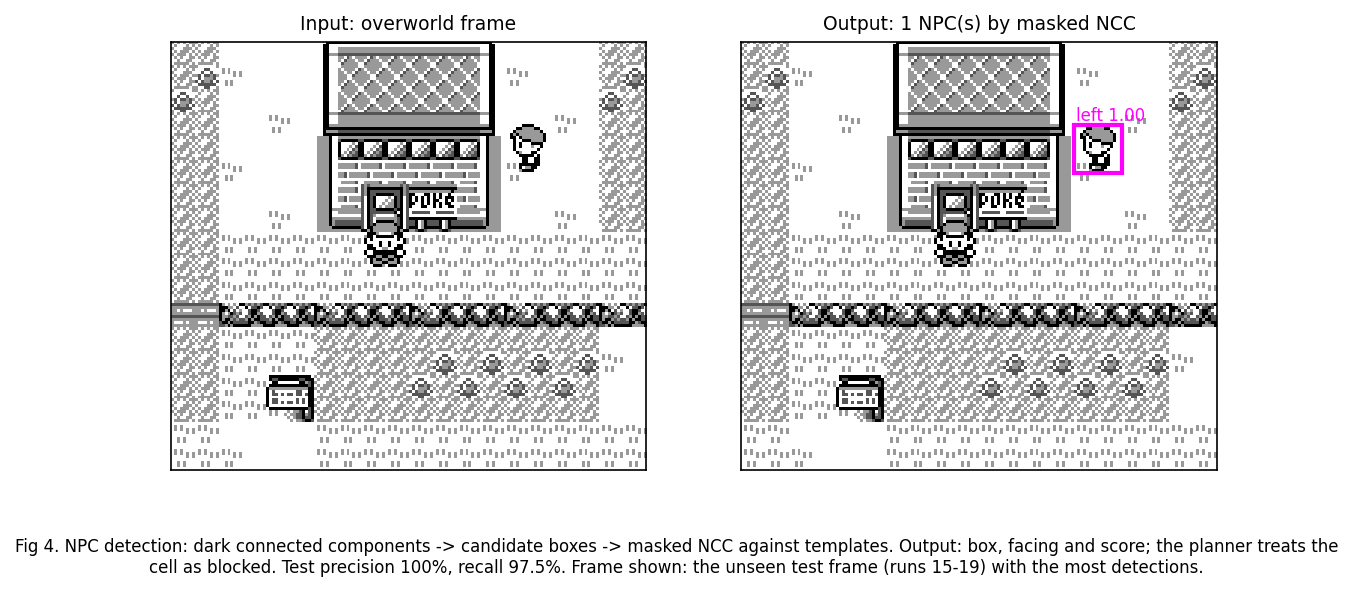 Input: overworld frame
Output: 1 NPC(s) by masked NCC
left 1.00
POKé
POKé
Fig 4. NPC detection: dark connected components -> candidate boxes -> masked NCC against templates. Output: box, facing and score; the planner treats the
cell as blocked. Test precision 100%, recall 97.5%. Frame shown: the unseen test frame (runs 15-19) with the most detections.